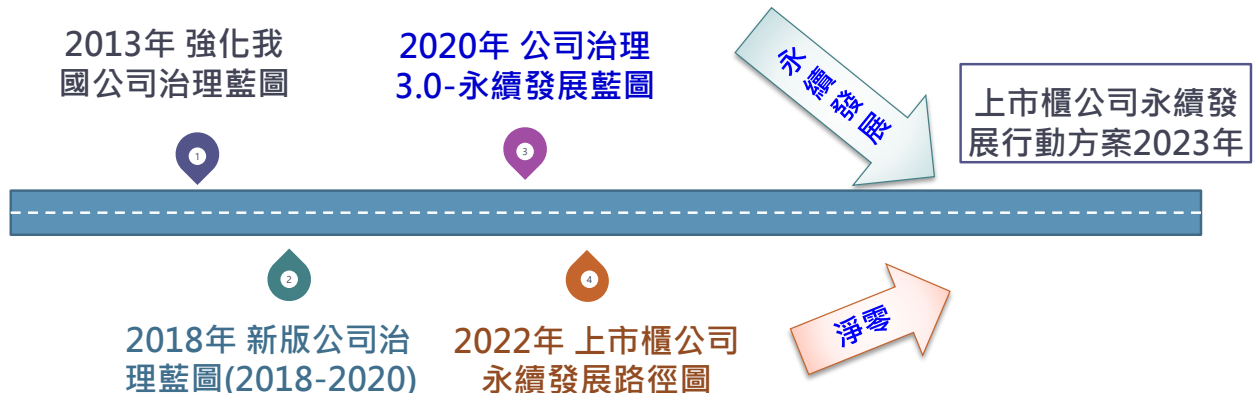 2013年 強化我
國公司治理藍圖
2020年 公司治理
3.0-永續發展藍圖
永續發展
上市櫃公司永續發
展行動方案2023年
1
3
2
4
2018年 新版公司治
理藍圖(2018-2020)
2022年 上市櫃公司
永續發展路徑圖
淨零